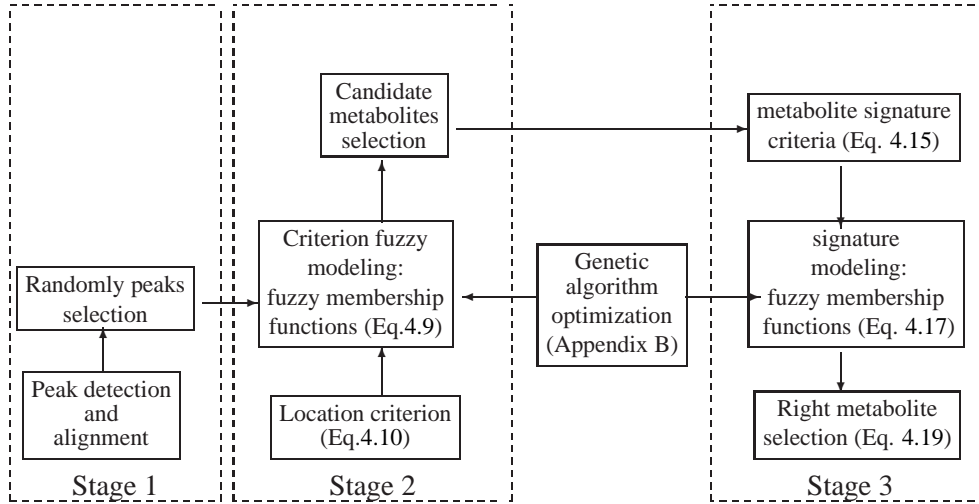 Peak detection
and
alignment
Randomly peaks
selection
Stage 1
Candidate
metabolites
selection
Criterion fuzzy
modeling:
fuzzy membership
functions (Eq.4.9)
Location criterion
(Eq.4.10)
Stage 2
Genetic
algorithm
optimization
(Appendix B)
metabolite signature
criteria (Eq. 4.15)
signature
modeling:
fuzzy membership
functions (Eq. 4.17)
Right metabolite
selection (Eq. 4.19)
Stage 3